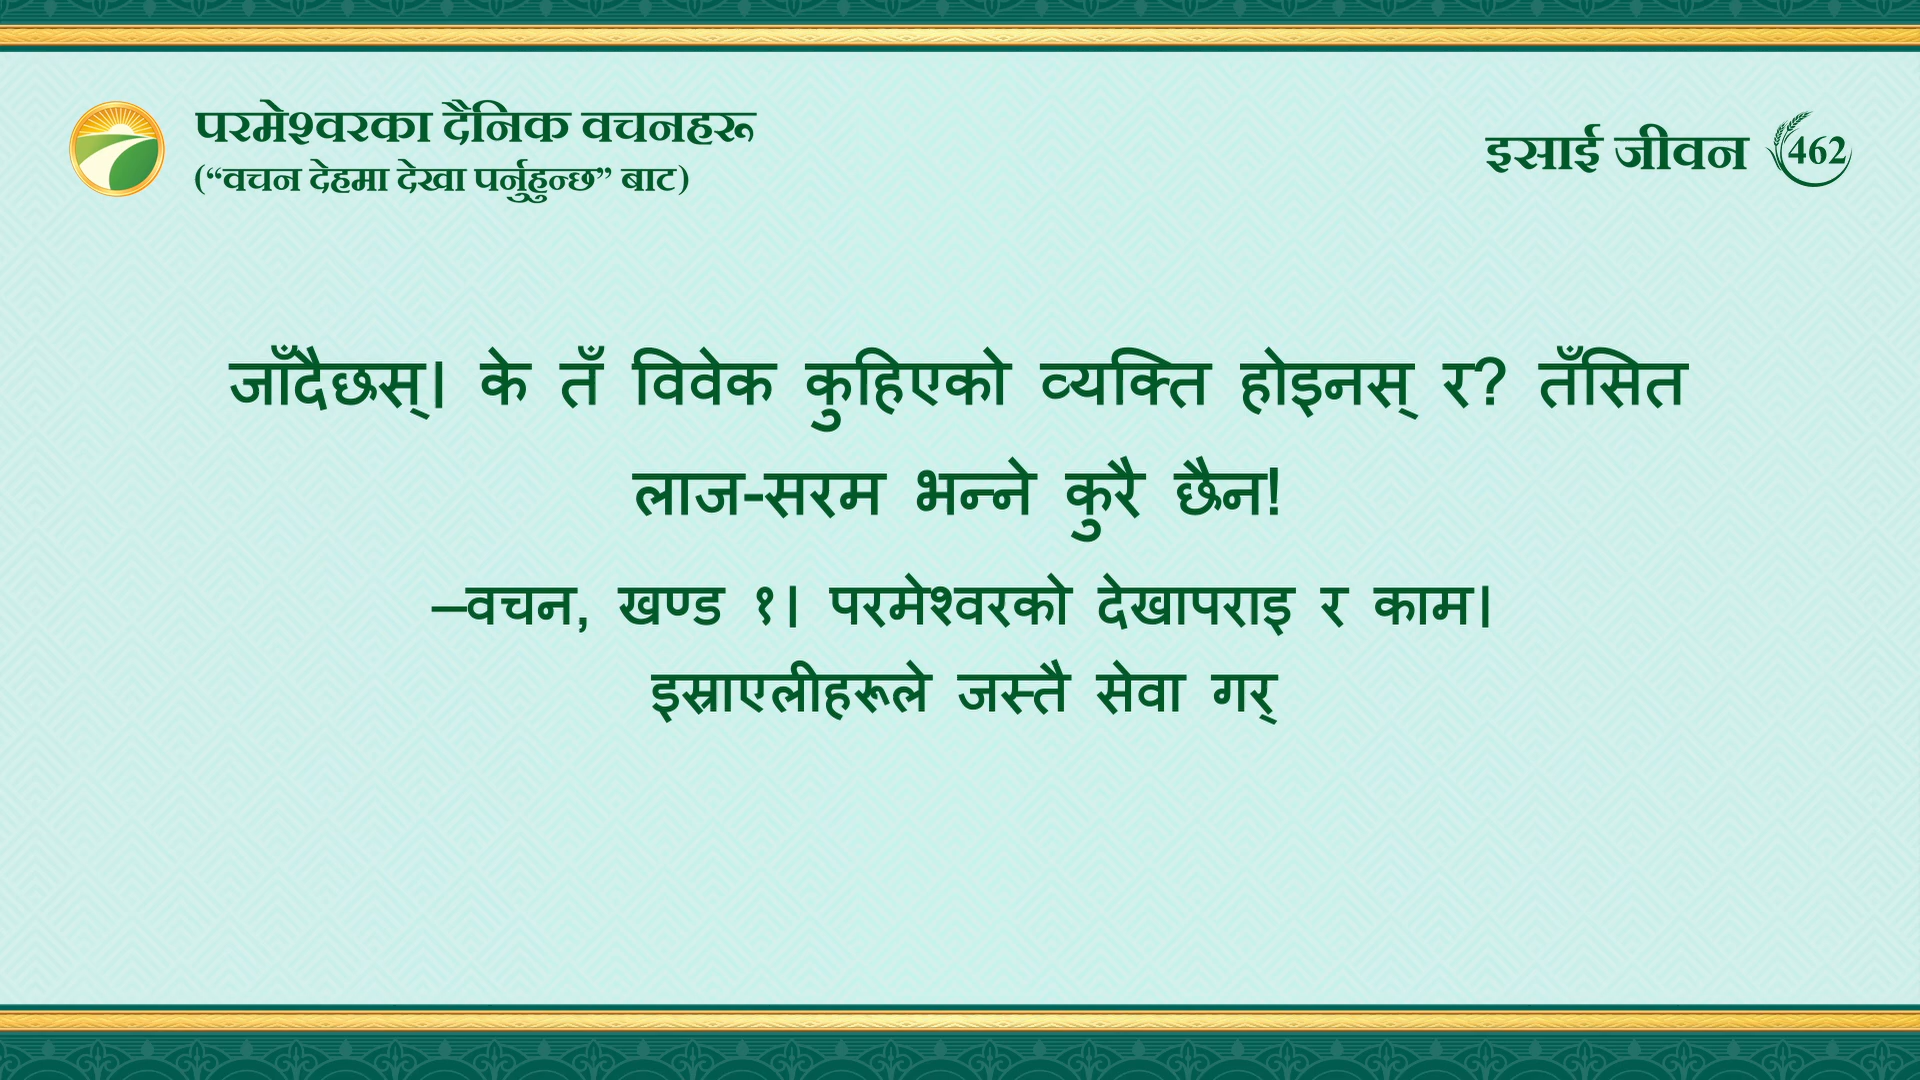 परमेश्वरका दैनिक वचनहरू
(“वचन देहमा देखा पर्नुहुन्छ” बाट)
इसाई जीवन 462
जाँदैछस्। के तँ विवेक कुहिएको व्यक्ति होइनस् र? तँसित
लाज-सरम भन्ने कुरै छैन!
—वचन, खण्ड १। परमेश्वरको देखापराइ र काम।
इस्राएलीहरूले जस्तै सेवा गर्